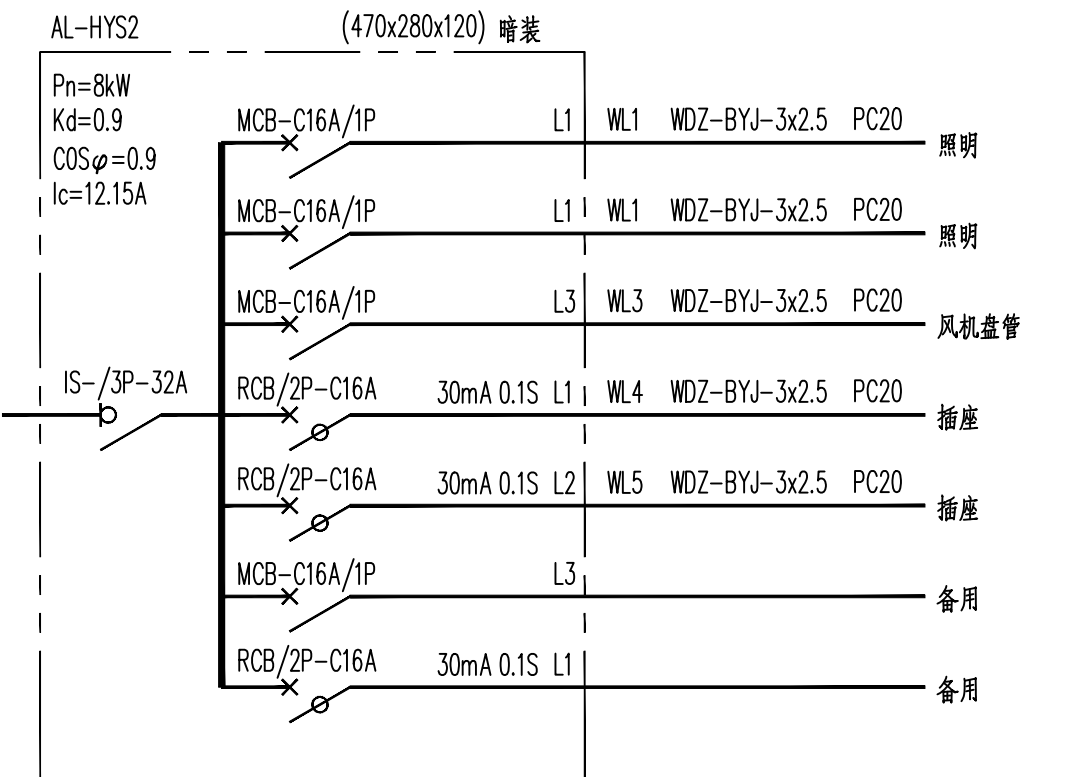 AL-HYS2 (470x280x120) 暗装
Pn=8kW
Kd=0.9
COSφ=0.9
Ic=12.15A
MCB-C16A/1P L1 WL1 WDZ-BYJ-3x2.5 PC20 照明
MCB-C16A/1P L1 WL1 WDZ-BYJ-3x2.5 PC20 照明
MCB-C16A/1P L3 WL3 WDZ-BYJ-3x2.5 PC20 风机盘管
IS-/3P-32A
RCB/2P-C16A 30mA 0.1S L1 WL4 WDZ-BYJ-3x2.5 PC20 插座
RCB/2P-C16A 30mA 0.1S L2 WL5 WDZ-BYJ-3x2.5 PC20 插座
MCB-C16A/1P L3 备用
RCB/2P-C16A 30mA 0.1S L1 备用